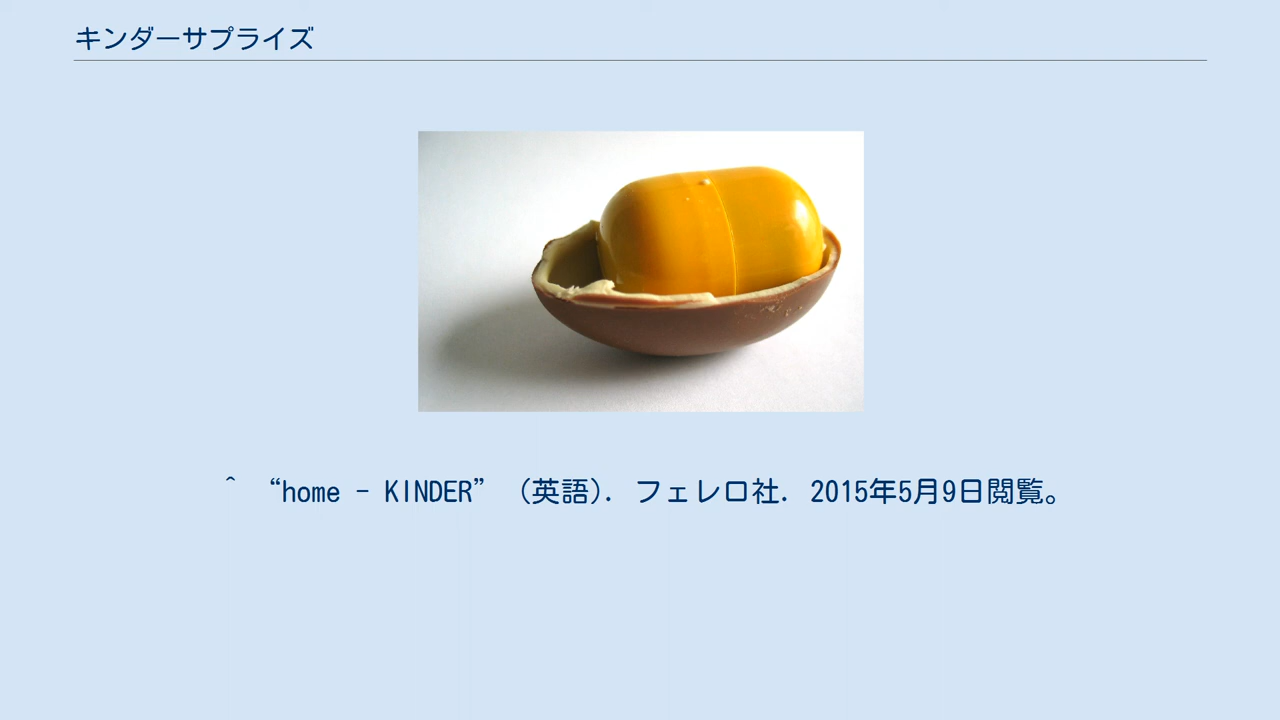 キンダーサプライズ
^ “home - KINDER” (英語). フェレロ社. 2015年5月9日閲覧。